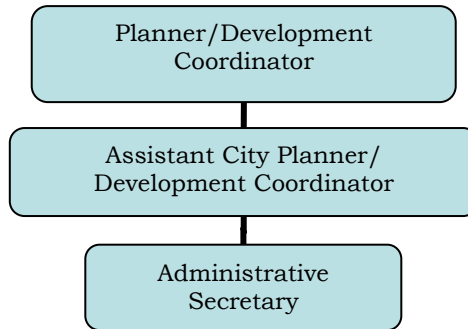 Planner/Development
Coordinator
Assistant City Planner/
Development Coordinator
Administrative
Secretary